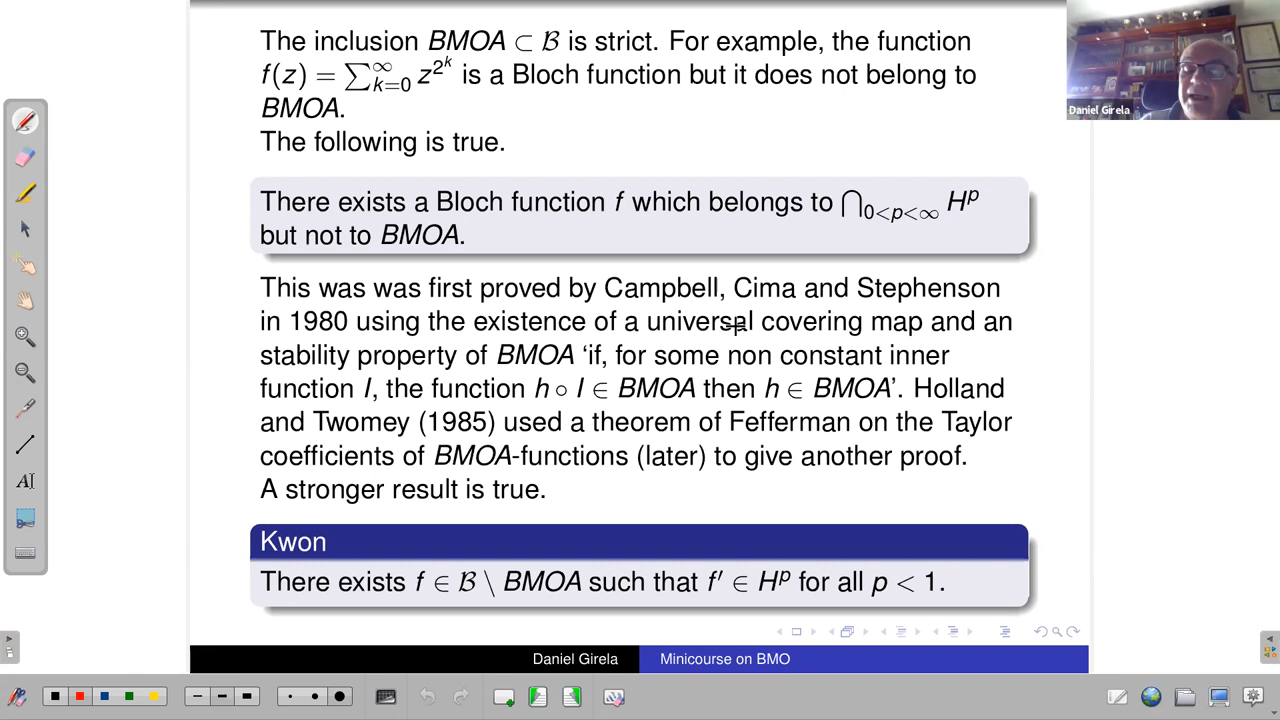 The inclusion BMOA ⊂ ℬ is strict. For example, the function
f(z) = ∑_{k=0}^{∞} z^{2^k} is a Bloch function but it does not belong to
BMOA.
The following is true.
There exists a Bloch function f which belongs to ⋂_{0<p<∞} H^p
but not to BMOA.
This was was first proved by Campbell, Cima and Stephenson
in 1980 using the existence of a universal covering map and an
stability property of BMOA ‘if, for some non constant inner
function I, the function h ∘ I ∈ BMOA then h ∈ BMOA’. Holland
and Twomey (1985) used a theorem of Fefferman on the Taylor
coefficients of BMOA-functions (later) to give another proof.
A stronger result is true.
Kwon
There exists f ∈ ℬ \ BMOA such that f′ ∈ H^p for all p < 1.
Daniel Girela Minicourse on BMO
Daniel Girela